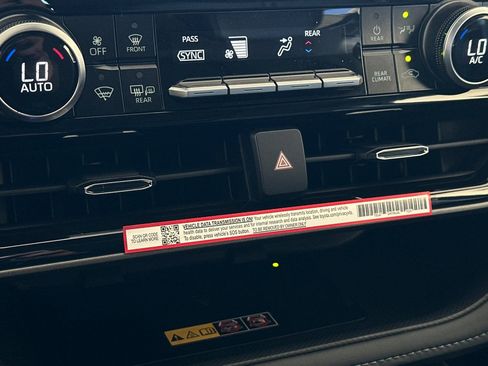 PASS
REAR
OFF
FRONT
SYNC
REAR
LO
AUTO
LO
A/C
REAR
REAR
CLIMATE
SCAN QR CODE
TO LEARN MORE
VEHICLE DATA TRANSMISSION IS ON! Your vehicle wirelessly transmits location, driving and vehicle
health data to deliver your services and for internal research and data analysis. See toyota.com/privacyvts.
To disable, press vehicle's SOS button. TO BE REMOVED BY OWNER ONLY